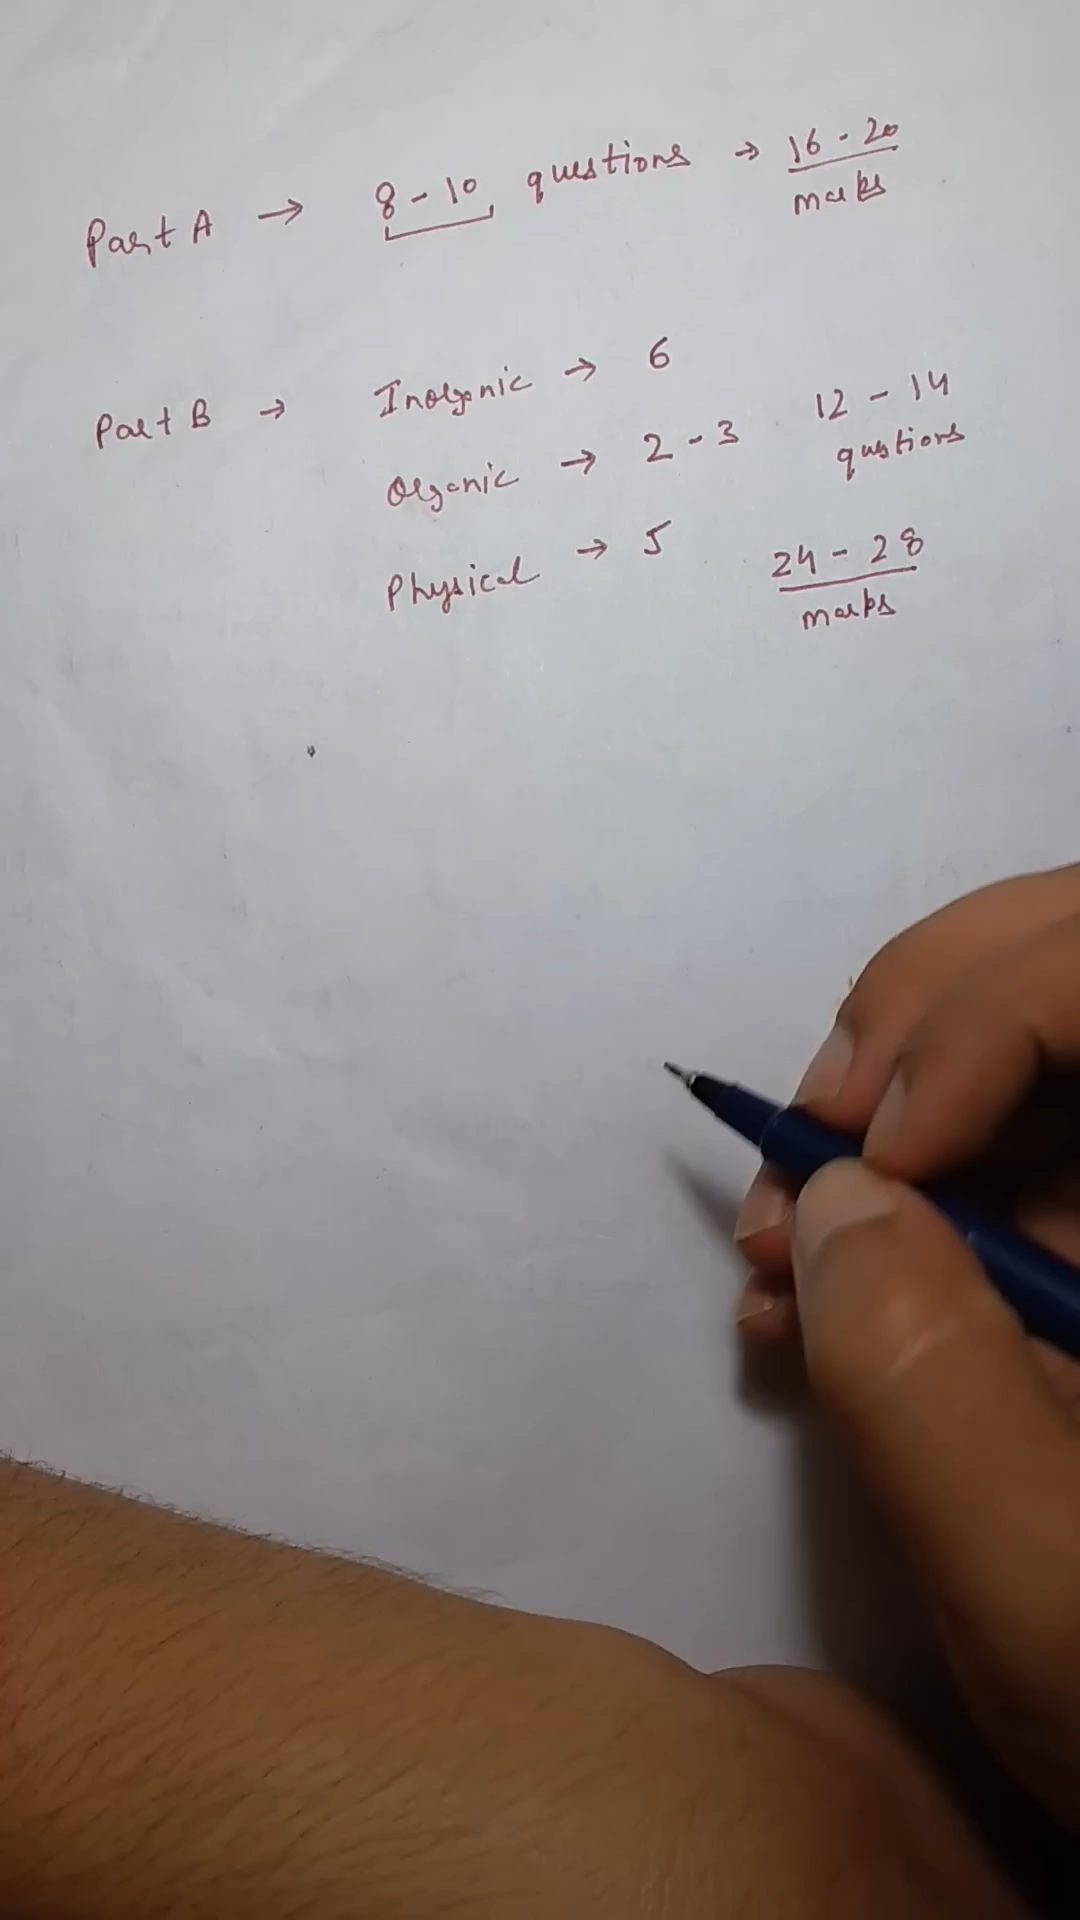 Part A → 8 - 10 questions → 16 - 20
marks
Part B → Inorganic → 6
Organic → 2 - 3
12 - 14
qustions
Physical → 5
24 - 28
marks